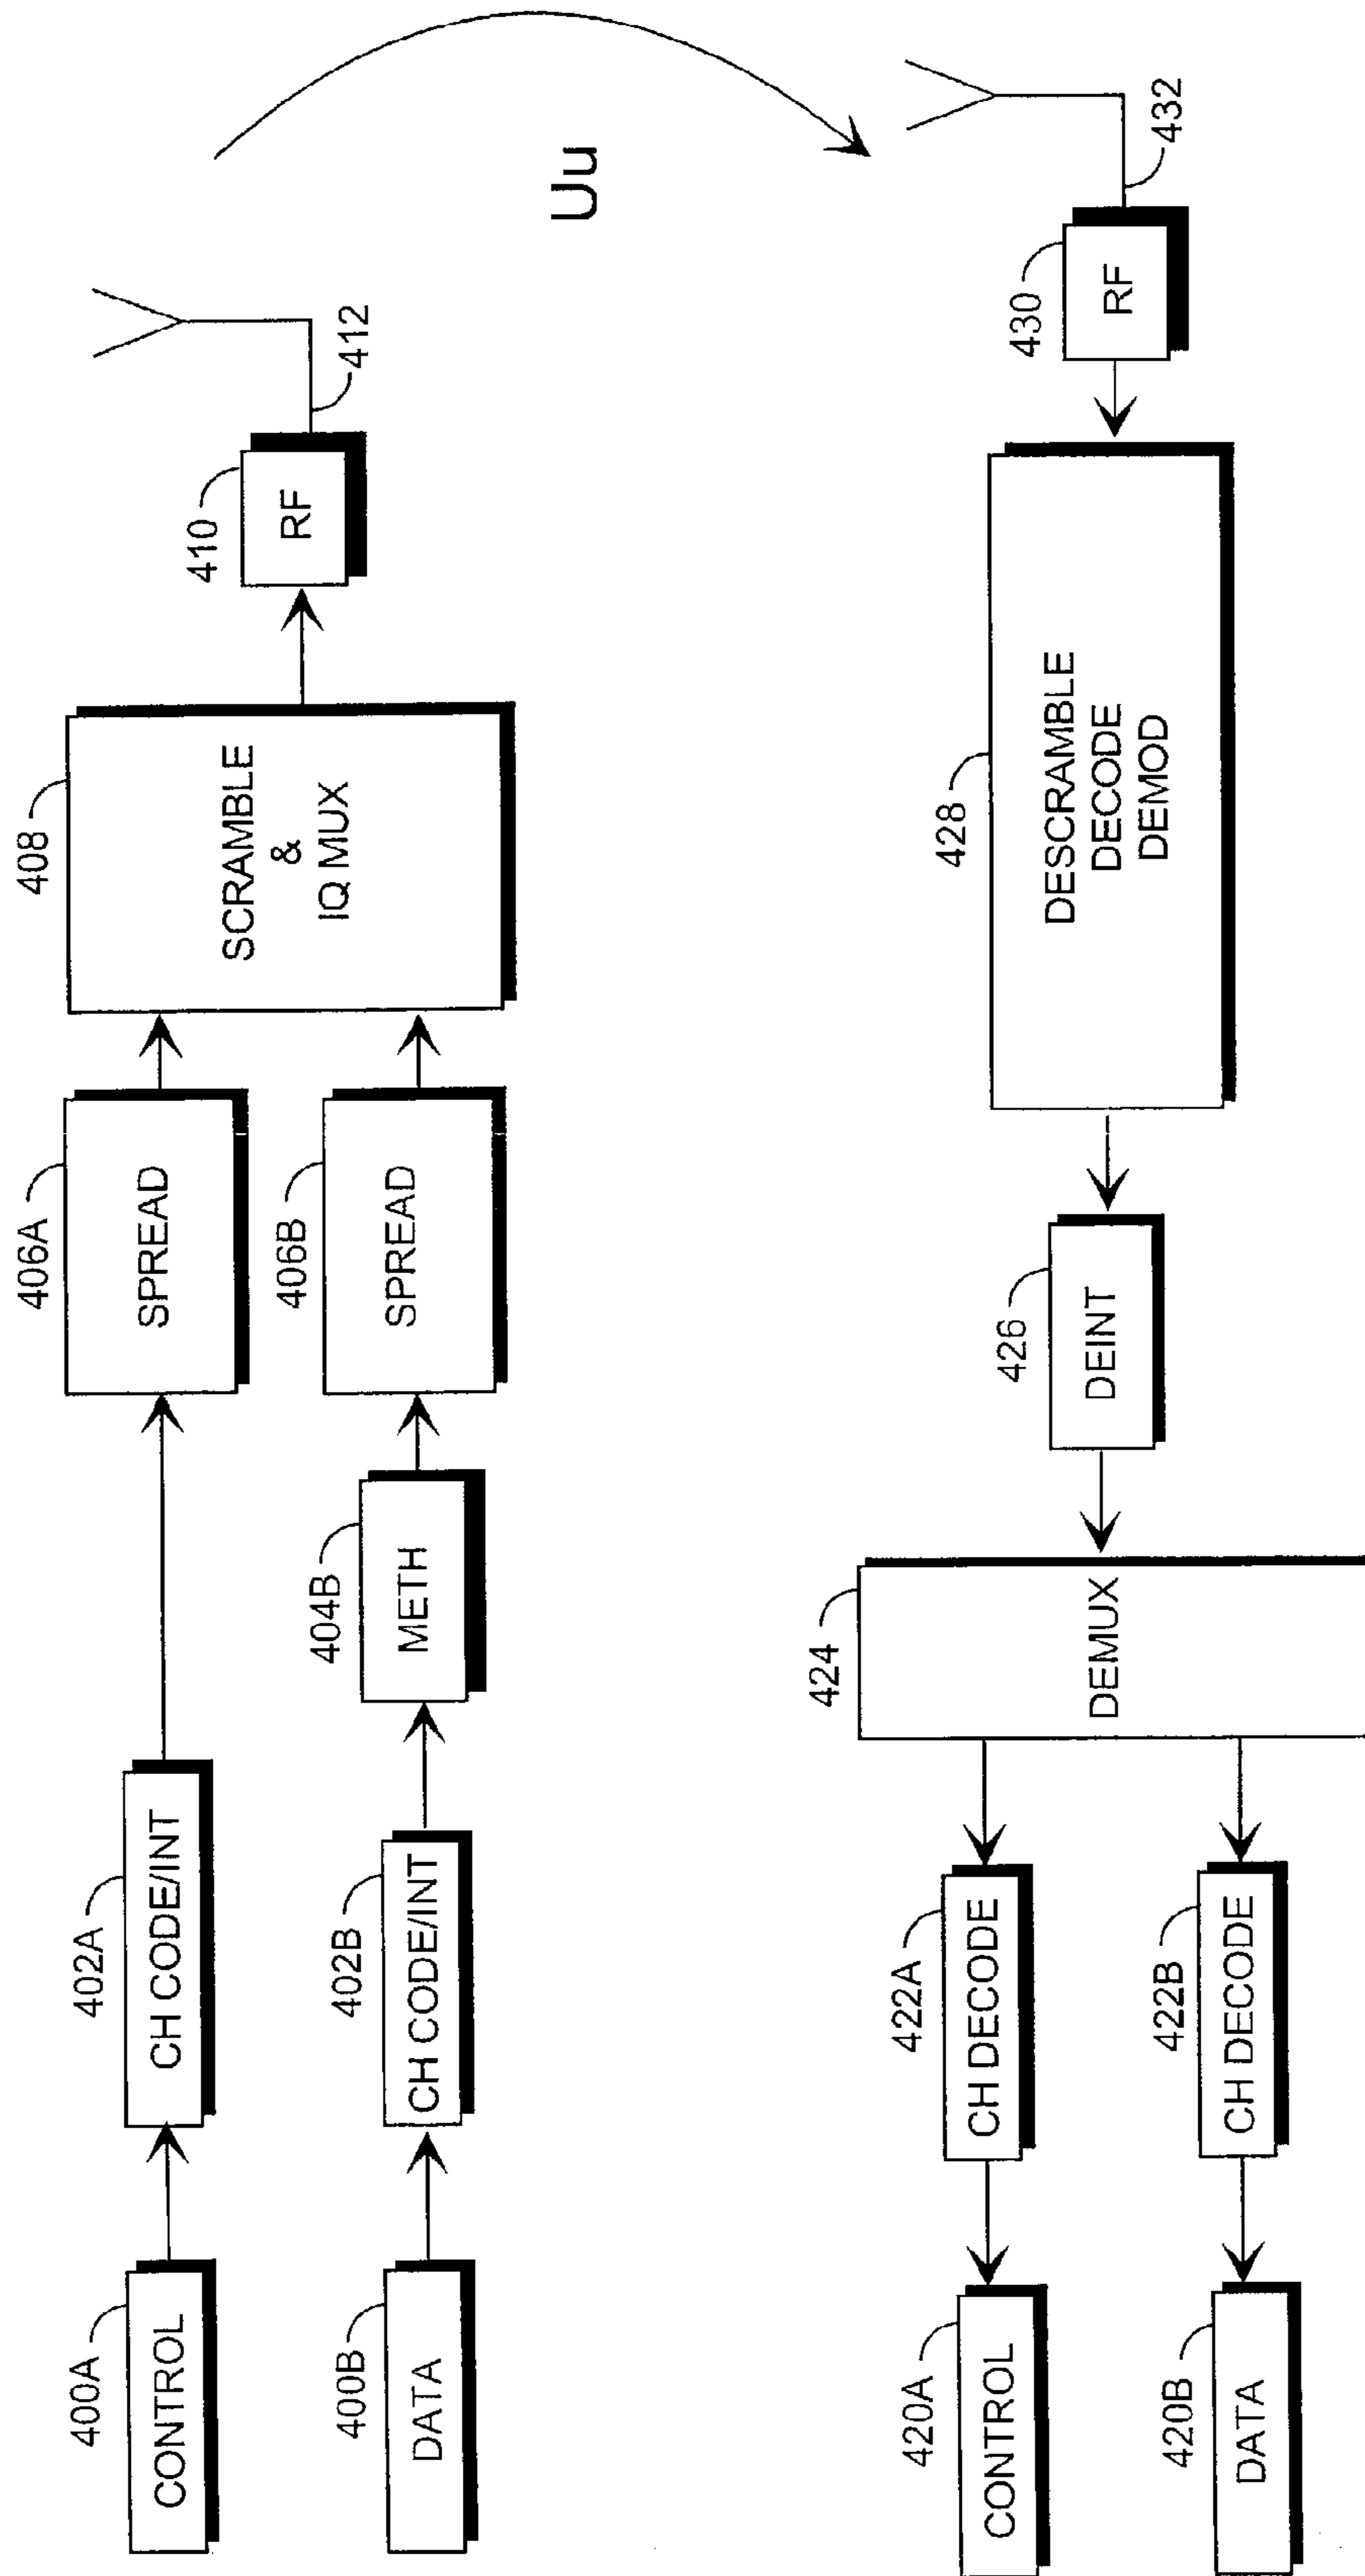 400A
CONTROL
402A
CH CODE/INT
406A
SPREAD
408
SCRAMBLE
&
IQ MUX
410
RF
412
400B
DATA
402B
CH CODE/INT
404B
METH
406B
SPREAD
Uu
420A
CONTROL
422A
CH DECODE
424
DEMUX
426
DEINT
428
DESCRAMBLE
DECODE
DEMOD
430
RF
432
420B
DATA
422B
CH DECODE